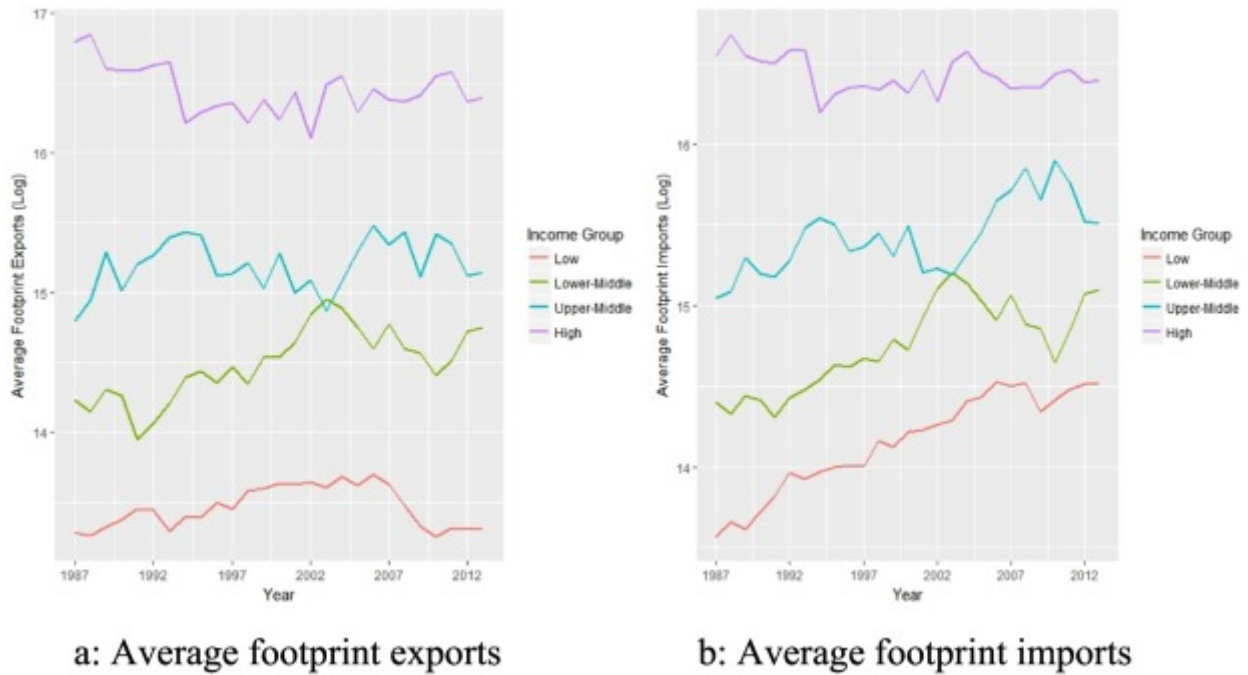 17
16
15
14
Average Footprint Exports (Log)
1987 1992 1997 2002 2007 2012
Year
Income Group
Low
Lower-Middle
Upper-Middle
High
a: Average footprint exports
16
15
14
Average Footprint Imports (Log)
1987 1992 1997 2002 2007 2012
Year
Income Group
Low
Lower-Middle
Upper-Middle
High
b: Average footprint imports